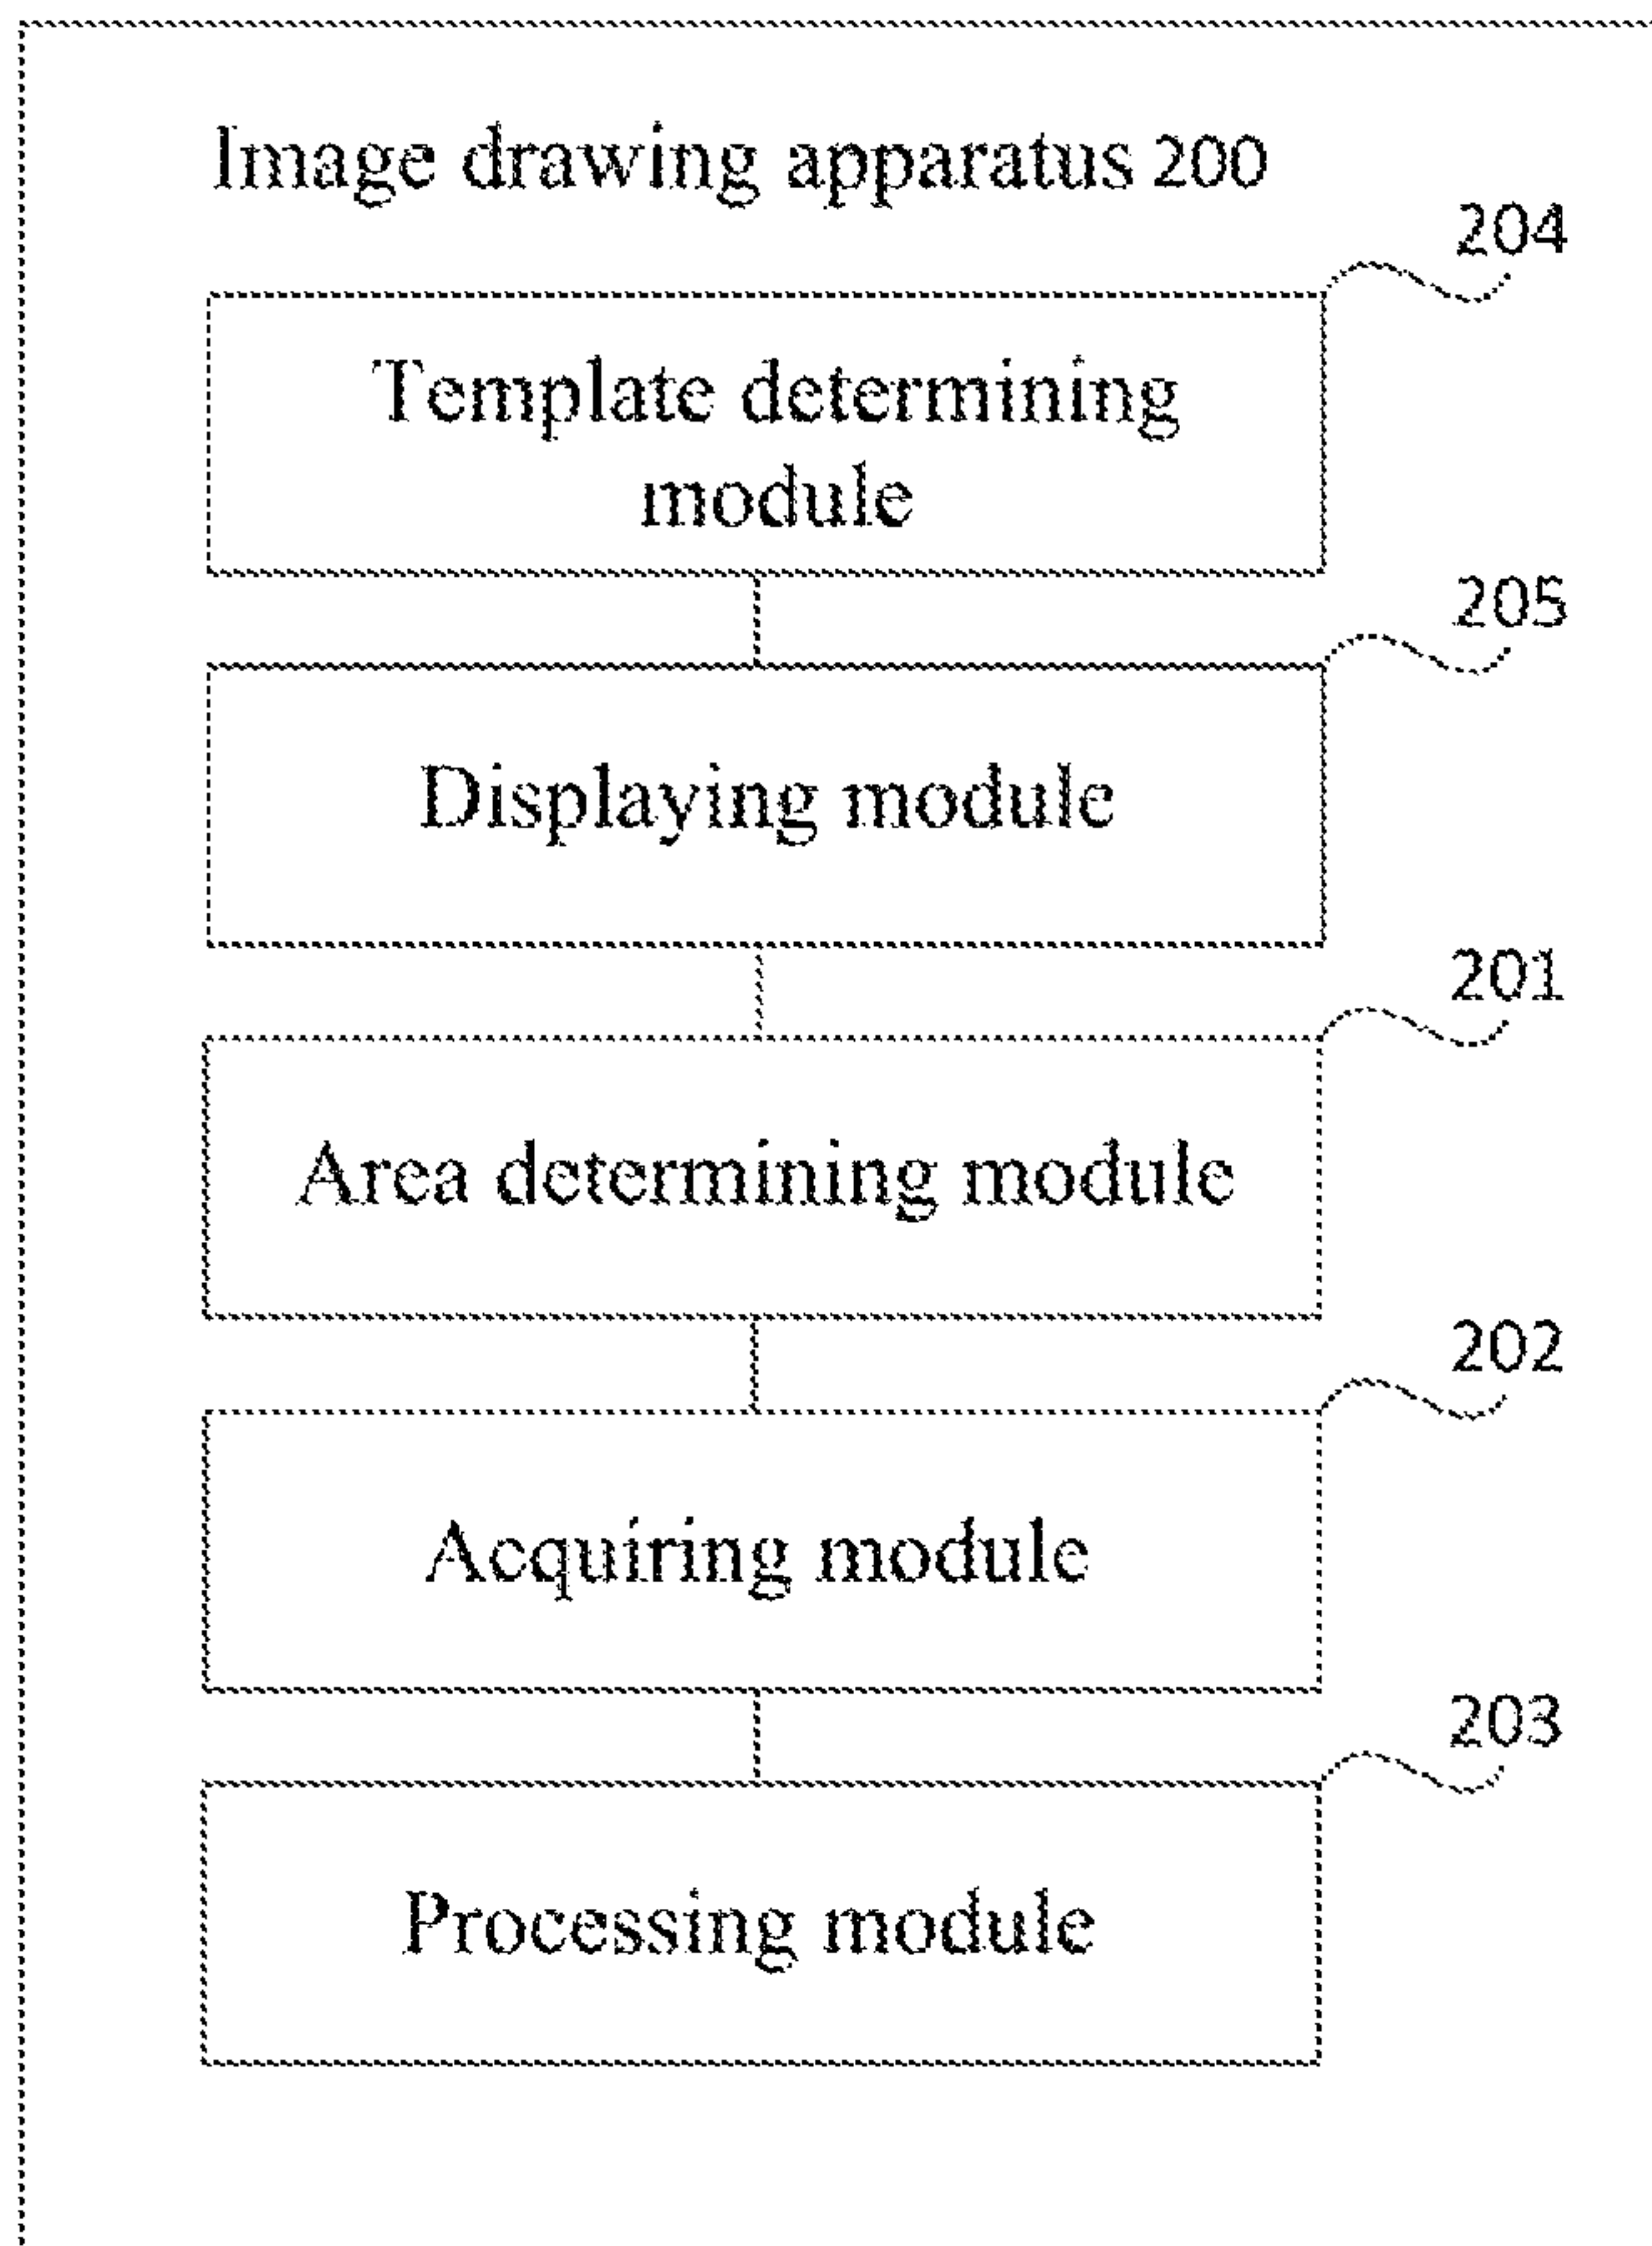 Image drawing apparatus 200
204
Template determining
module
205
Displaying module
201
Area determining module
202
Acquiring module
203
Processing module